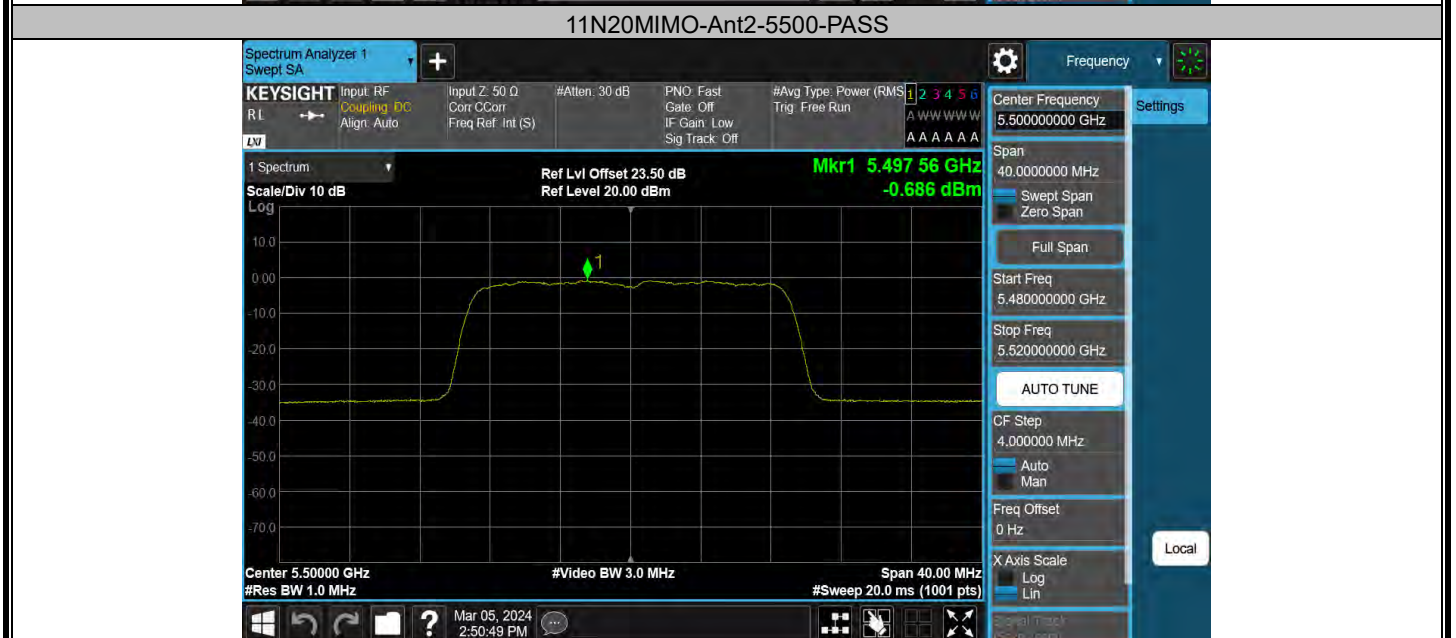 11N20MIMO-Ant2-5500-PASS
Spectrum Analyzer 1
Swept SA
+
Frequency
KEYSIGHT
RL
LXI
Input: RF
Coupling: DC
Align: Auto
Input Z: 50 Ω
Corr CCorr
Freq Ref: Int (S)
#Atten: 30 dB
PNO: Fast
Gate: Off
IF Gain: Low
Sig Track: Off
#Avg Type: Power (RMS
Trig: Free Run
1 2 3 4 5 6
A WW WW W
A A A A A A
Center Frequency
5.500000000 GHz
Settings
1 Spectrum
Scale/Div 10 dB
Log
Ref Lvl Offset 23.50 dB
Ref Level 20.00 dBm
Mkr1 5.497 56 GHz
-0.686 dBm
Span
40.0000000 MHz
Swept Span
Zero Span
Full Span
Start Freq
5.480000000 GHz
Stop Freq
5.520000000 GHz
AUTO TUNE
CF Step
4.000000 MHz
Auto
Man
Freq Offset
0 Hz
X Axis Scale
Log
Lin
Local
1
10.0
0.00
-10.0
-20.0
-30.0
-40.0
-50.0
-60.0
-70.0
Center 5.50000 GHz
#Res BW 1.0 MHz
#Video BW 3.0 MHz
Span 40.00 MHz
#Sweep 20.0 ms (1001 pts)
?
Mar 05, 2024
2:50:49 PM
Signal Track